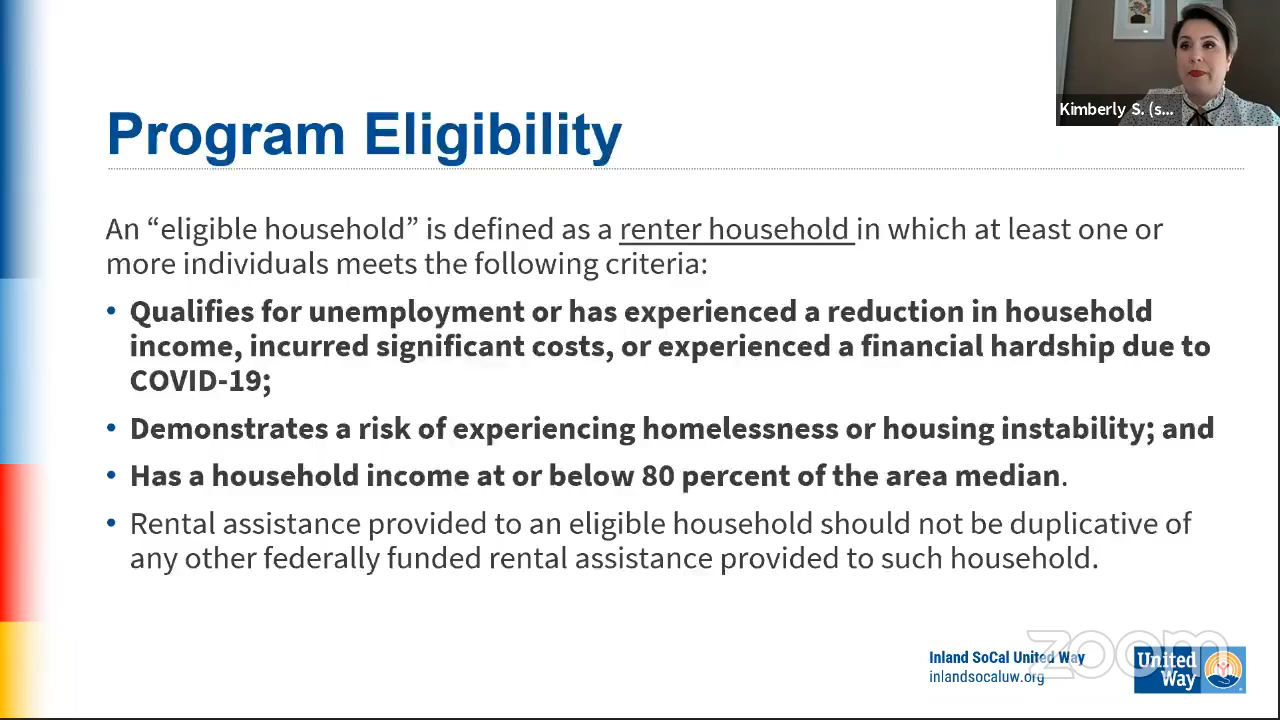 Kimberly S. (s...
Program Eligibility
An “eligible household” is defined as a renter household in which at least one or
more individuals meets the following criteria:
• Qualifies for unemployment or has experienced a reduction in household
income, incurred significant costs, or experienced a financial hardship due to
COVID-19;
• Demonstrates a risk of experiencing homelessness or housing instability; and
• Has a household income at or below 80 percent of the area median.
• Rental assistance provided to an eligible household should not be duplicative of
any other federally funded rental assistance provided to such household.
Inland SoCal United Way
inlandsocaluw.org
zoom
United
Way